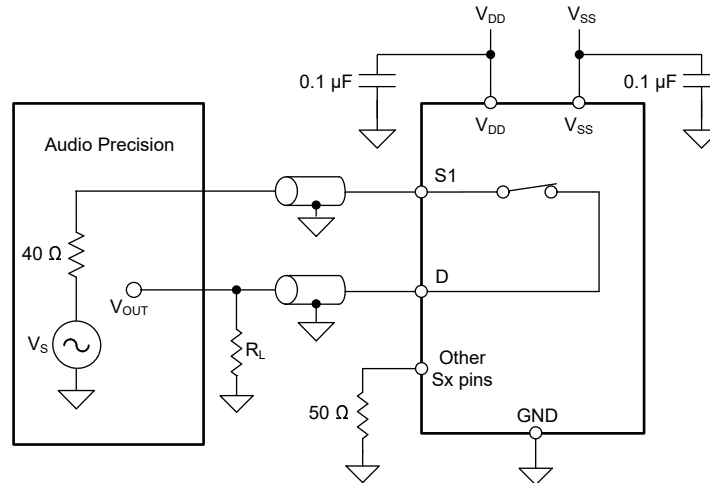 V_DD
V_SS
0.1 µF
0.1 µF
V_DD
V_SS
Audio Precision
S1
40 Ω
D
V_OUT
V_S
R_L
Other
Sx pins
50 Ω
GND